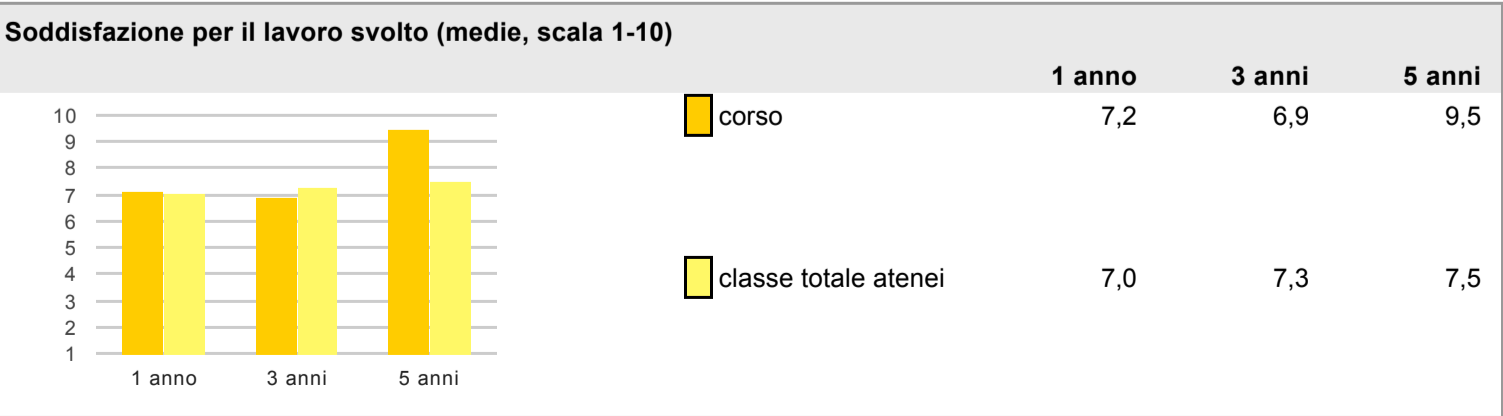 Soddisfazione per il lavoro svolto (medie, scala 1-10)
1 anno 3 anni 5 anni
corso 7,2 6,9 9,5
classe totale atenei 7,0 7,3 7,5
10
9
8
7
6
5
4
3
2
1
1 anno 3 anni 5 anni